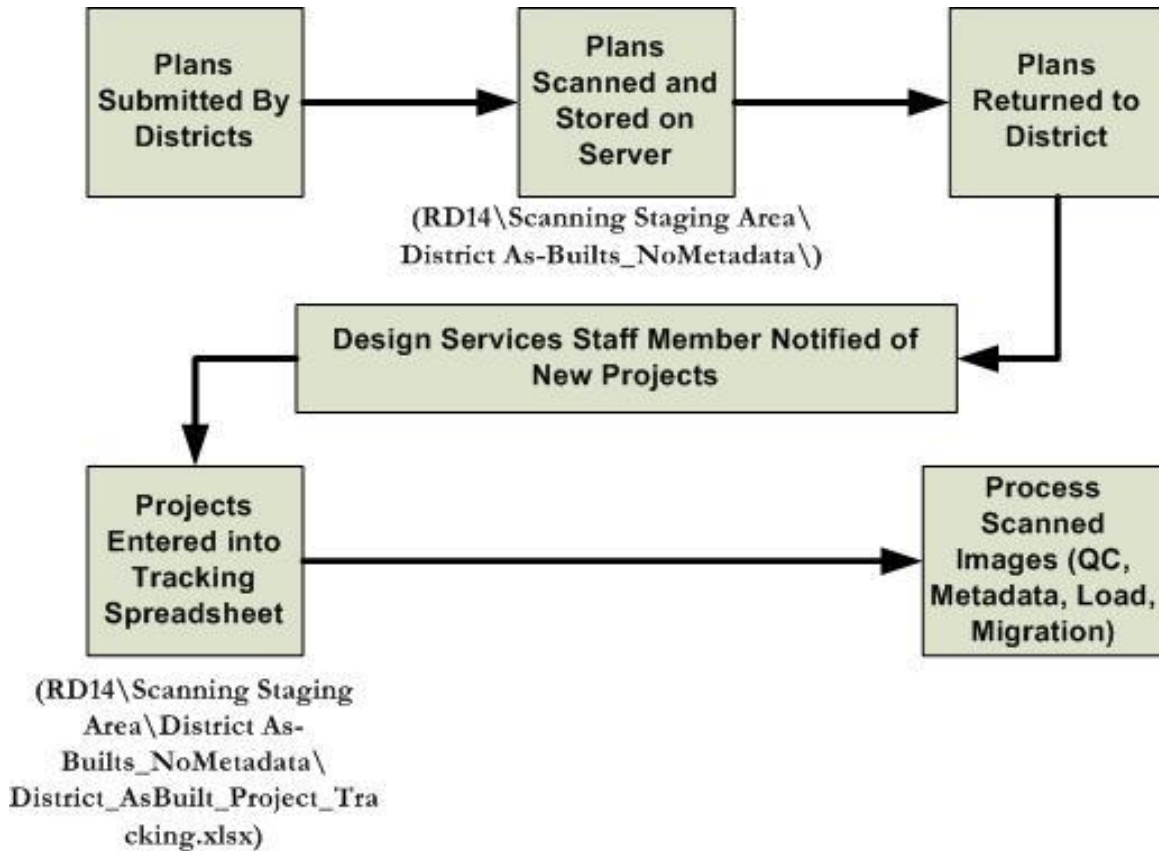 Plans
Submitted By
Districts
Plans
Scanned and
Stored on
Server
Plans
Returned to
District
(RD14\Scanning Staging Area\
District As-Builts_NoMetadata\)
Design Services Staff Member Notified of
New Projects
Projects
Entered into
Tracking
Spreadsheet
Process
Scanned
Images (QC,
Metadata, Load,
Migration)
(RD14\Scanning Staging
Area\District As-
Builts_NoMetadata\
District_AsBuilt_Project_Tra
cking.xlsx)